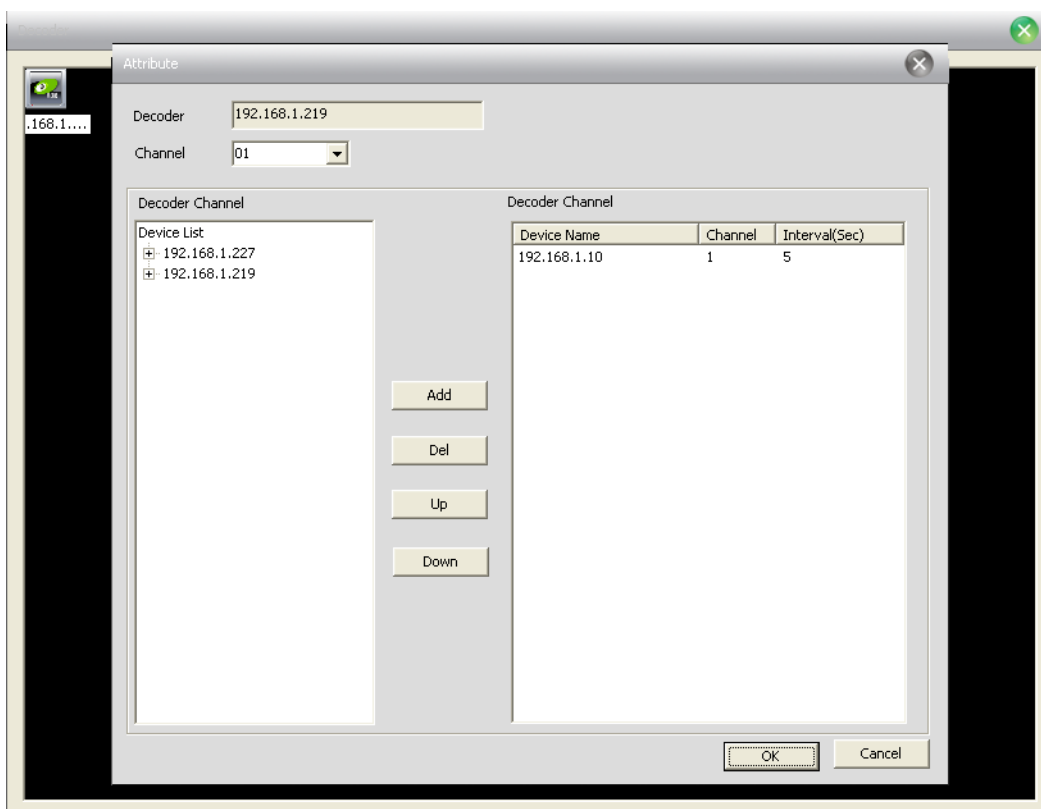 Decoder
Attribute
.168.1....
Decoder 192.168.1.219
Channel 01
Decoder Channel
Device List
192.168.1.227
192.168.1.219
Add
Del
Up
Down
Decoder Channel
Device Name Channel Interval(Sec)
192.168.1.10 1 5
OK Cancel